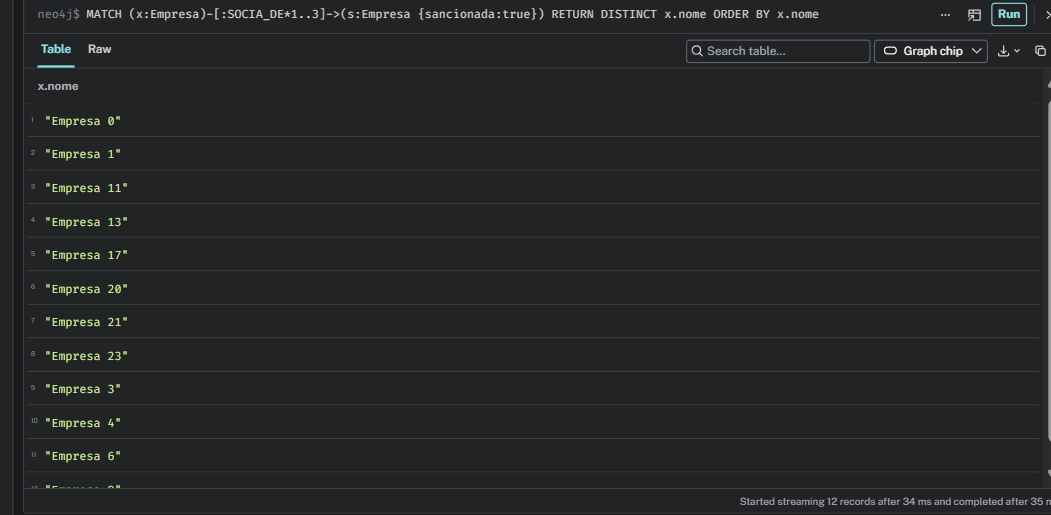 neo4j$ MATCH (x:Empresa)-[:SOCIA_DE*1..3]->(s:Empresa {sancionada:true}) RETURN DISTINCT x.nome ORDER BY x.nome
Run
Table Raw
Search table...
Graph chip
x.nome
1 "Empresa 0"
2 "Empresa 1"
3 "Empresa 11"
4 "Empresa 13"
5 "Empresa 17"
6 "Empresa 20"
7 "Empresa 21"
8 "Empresa 23"
9 "Empresa 3"
10 "Empresa 4"
11 "Empresa 6"
Started streaming 12 records after 34 ms and completed after 35